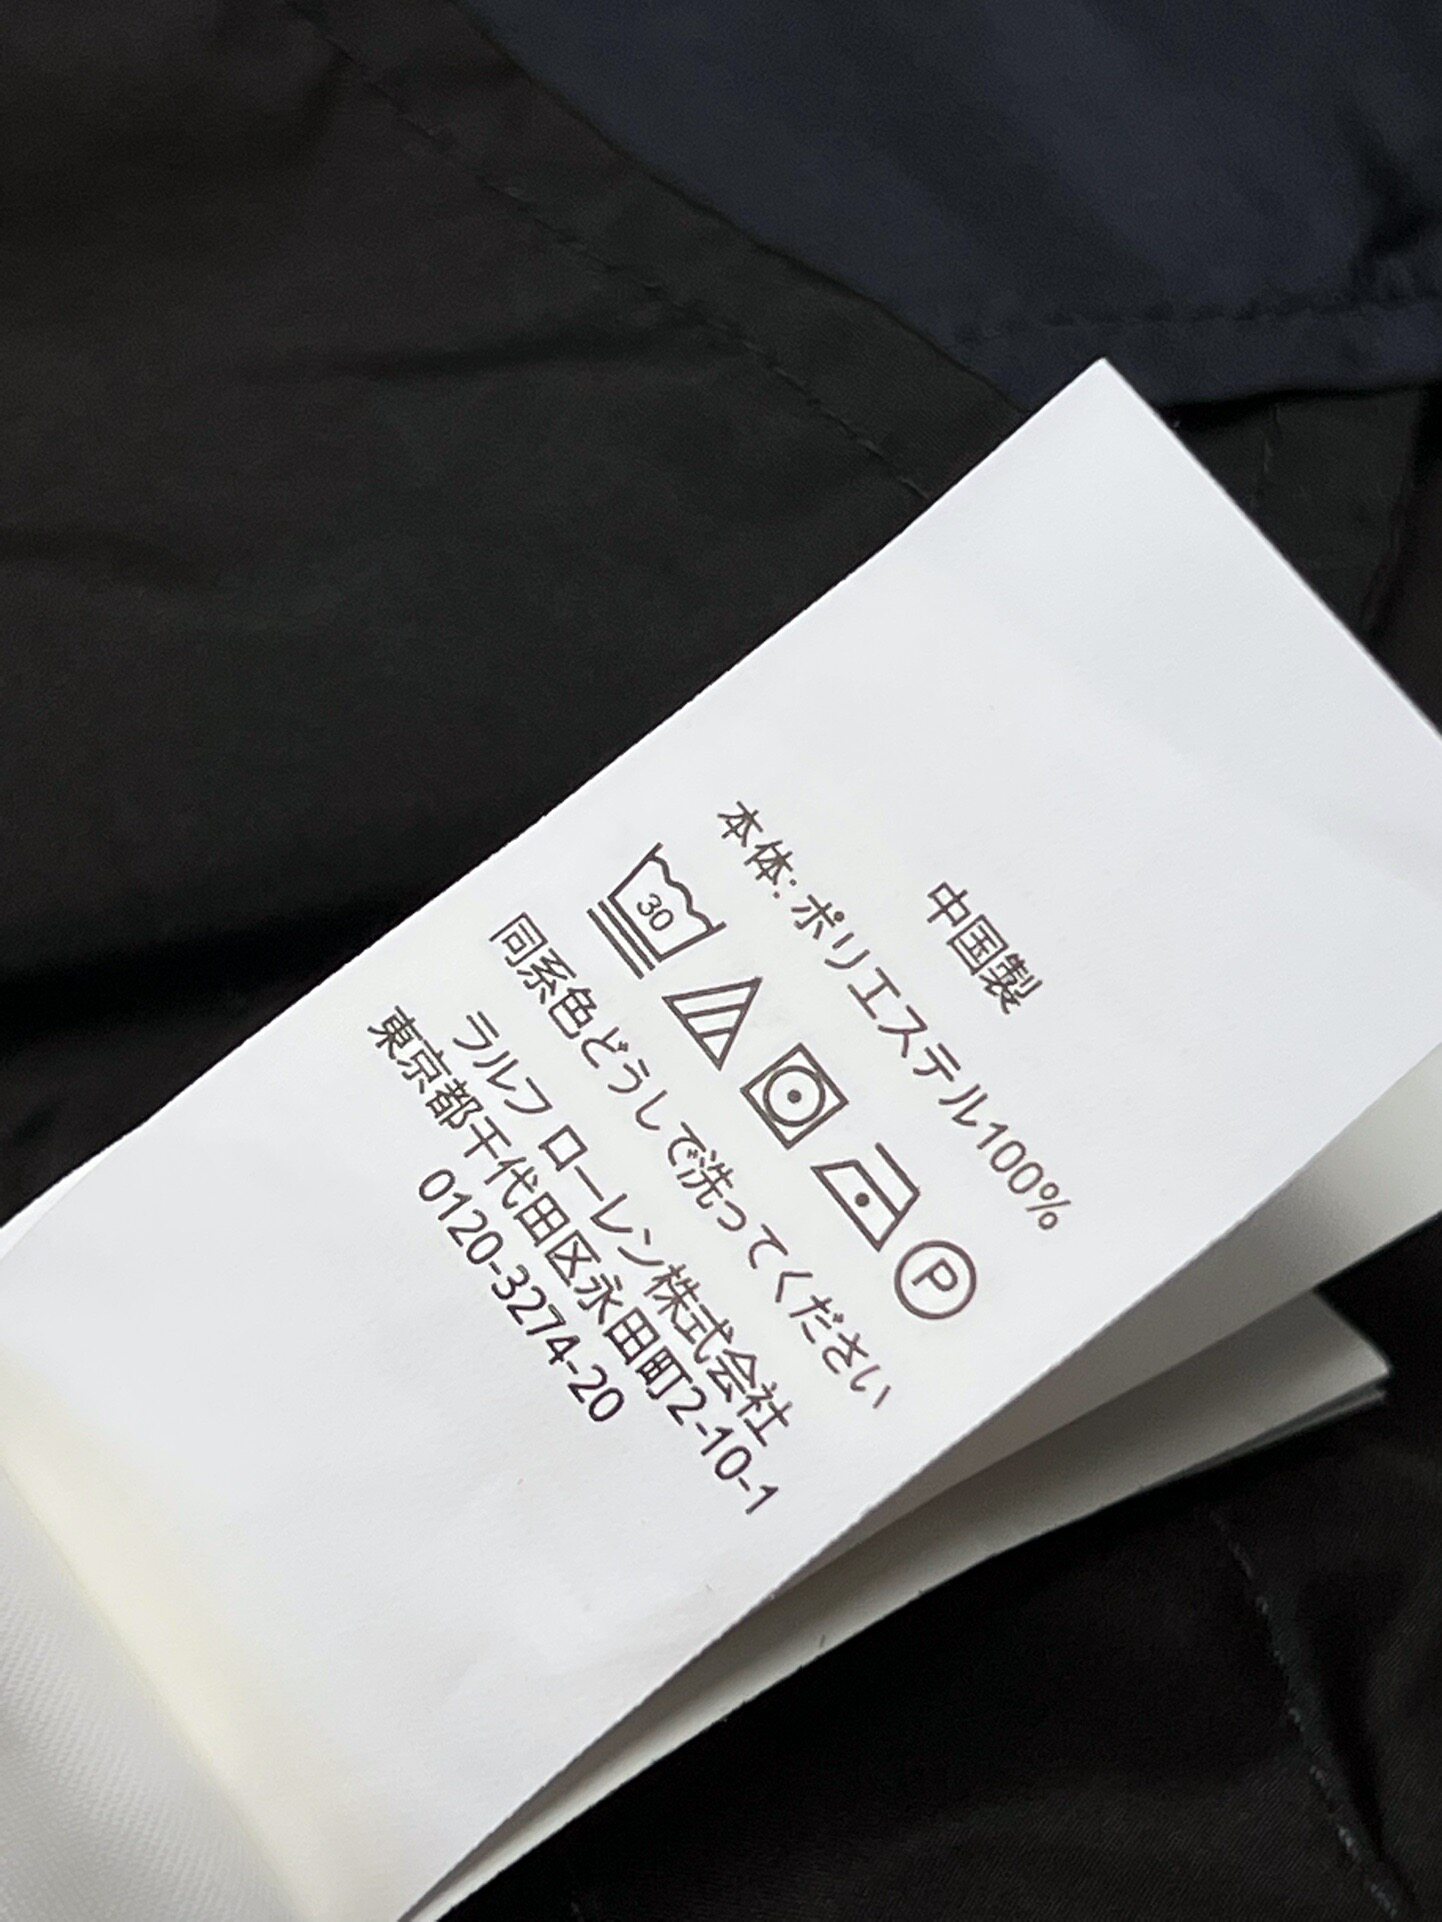 中国製
本体: ポリエステル100%
30
P
同系色どうしで洗ってください
ラルフ ローレン株式会社
東京都千代田区永田町2-10-1
0120-3274-20